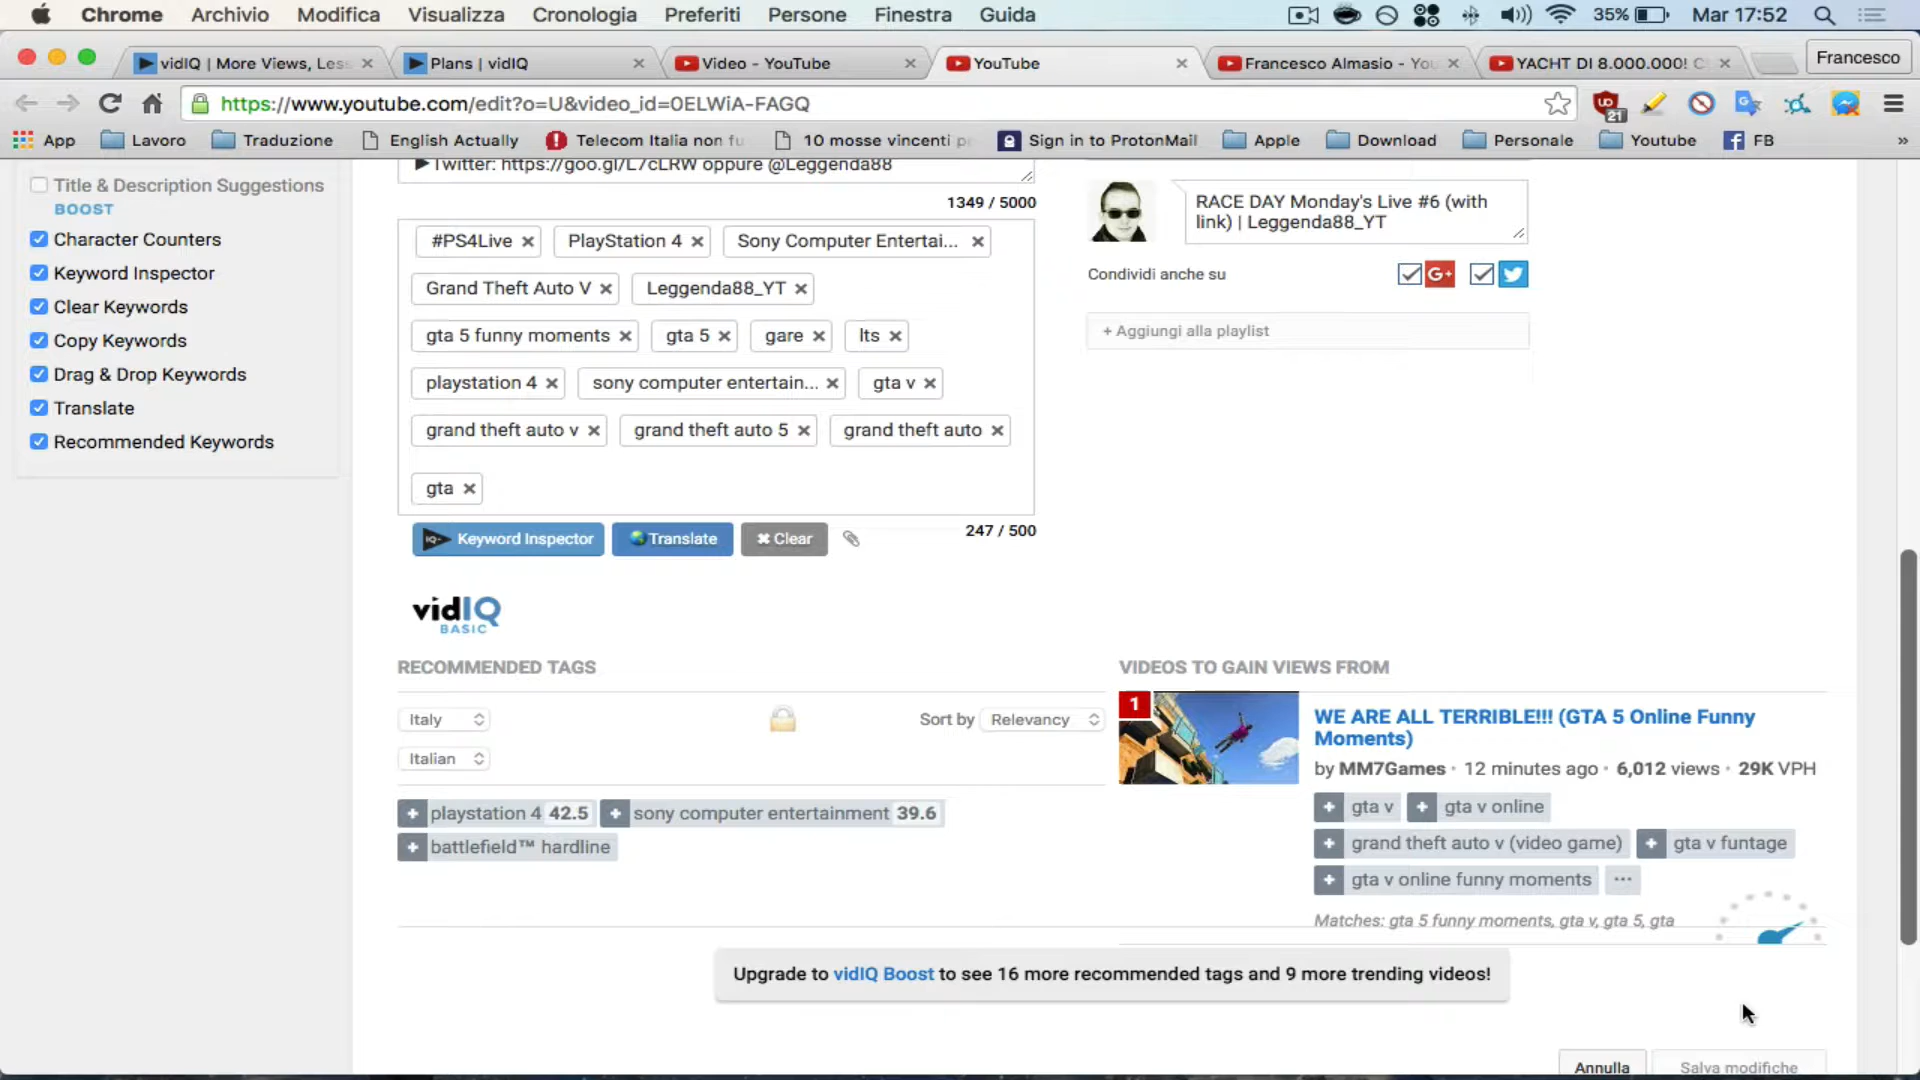 Chrome Archivio Modifica Visualizza Cronologia Preferiti Persone Finestra Guida 35% Mar 17:52
vidIQ | More Views, Less Plans | vidIQ Video - YouTube YouTube Francesco Almasio - You YACHT DI 8.000.000! C Francesco
https://www.youtube.com/edit?o=U&video_id=0ELWiA-FAGQ 21
App Lavoro Traduzione English Actually Telecom Italia non fu 10 mosse vincenti p Sign in to ProtonMail Apple Download Personale Youtube FB »
Title & Description Suggestions
BOOST
Character Counters
Keyword Inspector
Clear Keywords
Copy Keywords
Drag & Drop Keywords
Translate
Recommended Keywords
►Twitter: https://goo.gl/L7cLRW oppure @Leggenda88
1349 / 5000
#PS4Live PlayStation 4 Sony Computer Entertai...
Grand Theft Auto V Leggenda88_YT
gta 5 funny moments gta 5 gare lts
playstation 4 sony computer entertain... gta v
grand theft auto v grand theft auto 5 grand theft auto
gta
Keyword Inspector Translate Clear 247 / 500
RACE DAY Monday's Live #6 (with
link) | Leggenda88_YT
Condividi anche su G+
+ Aggiungi alla playlist
vidIQ
BASIC
RECOMMENDED TAGS
Italy Sort by Relevancy
Italian
+ playstation 4 42.5 + sony computer entertainment 39.6
+ battlefield™ hardline
VIDEOS TO GAIN VIEWS FROM
1
WE ARE ALL TERRIBLE!!! (GTA 5 Online Funny
Moments)
by MM7Games · 12 minutes ago · 6,012 views · 29K VPH
+ gta v + gta v online
+ grand theft auto v (video game) + gta v funtage
+ gta v online funny moments ...
Matches: gta 5 funny moments, gta v, gta 5, gta
Upgrade to vidIQ Boost to see 16 more recommended tags and 9 more trending videos!
Annulla Salva modifiche